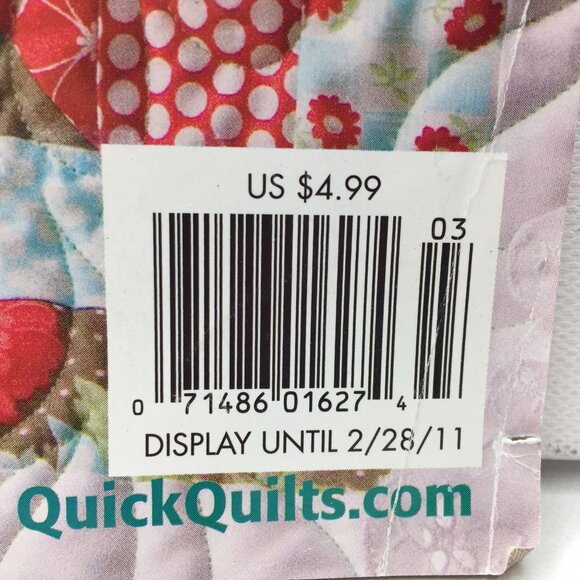 US $4.99
03
0 71486 01627 4
DISPLAY UNTIL 2/28/11
QuickQuilts.com